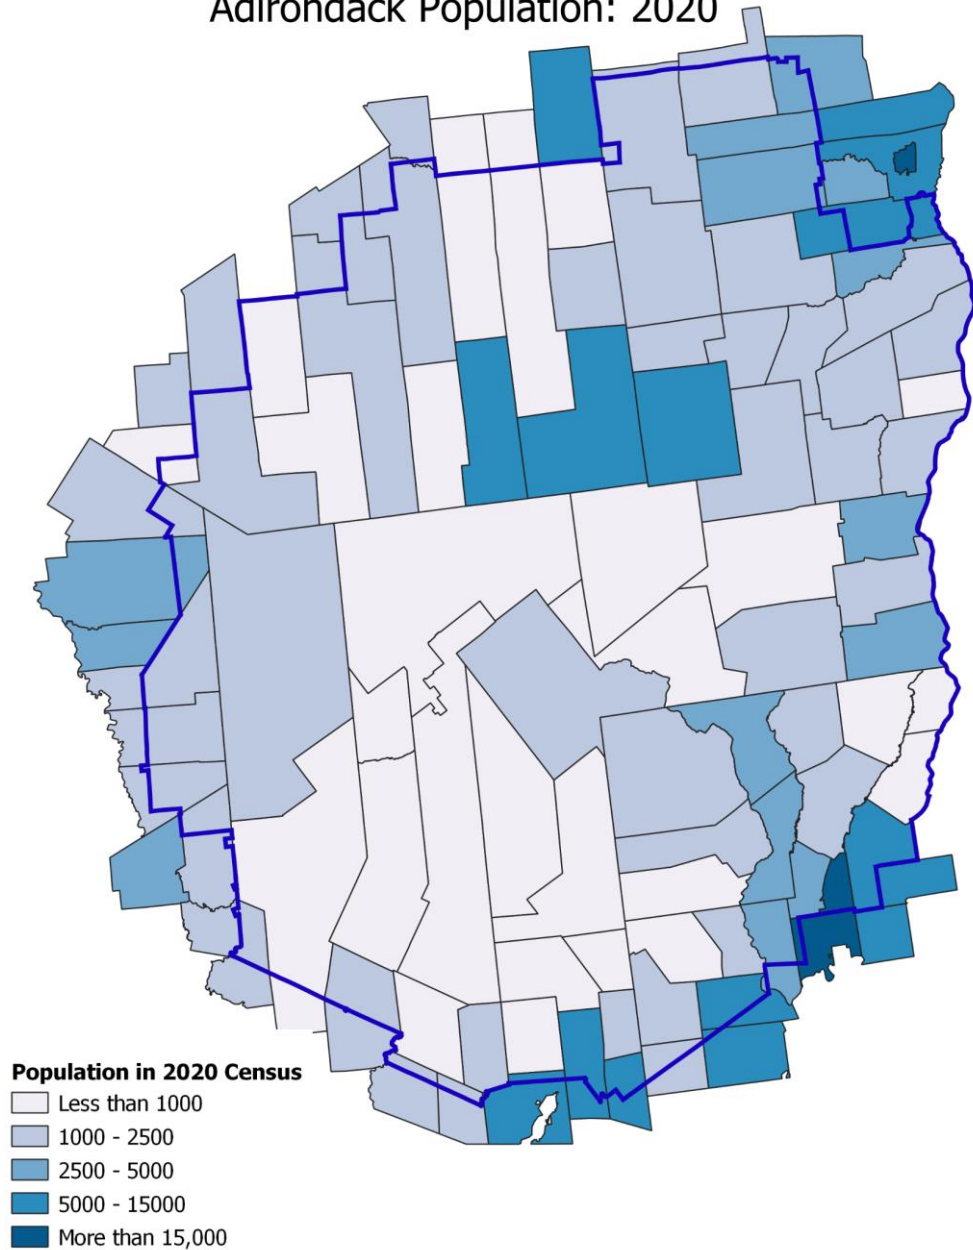 Adirondack Population: 2020
Population in 2020 Census
Less than 1000
1000 - 2500
2500 - 5000
5000 - 15000
More than 15,000